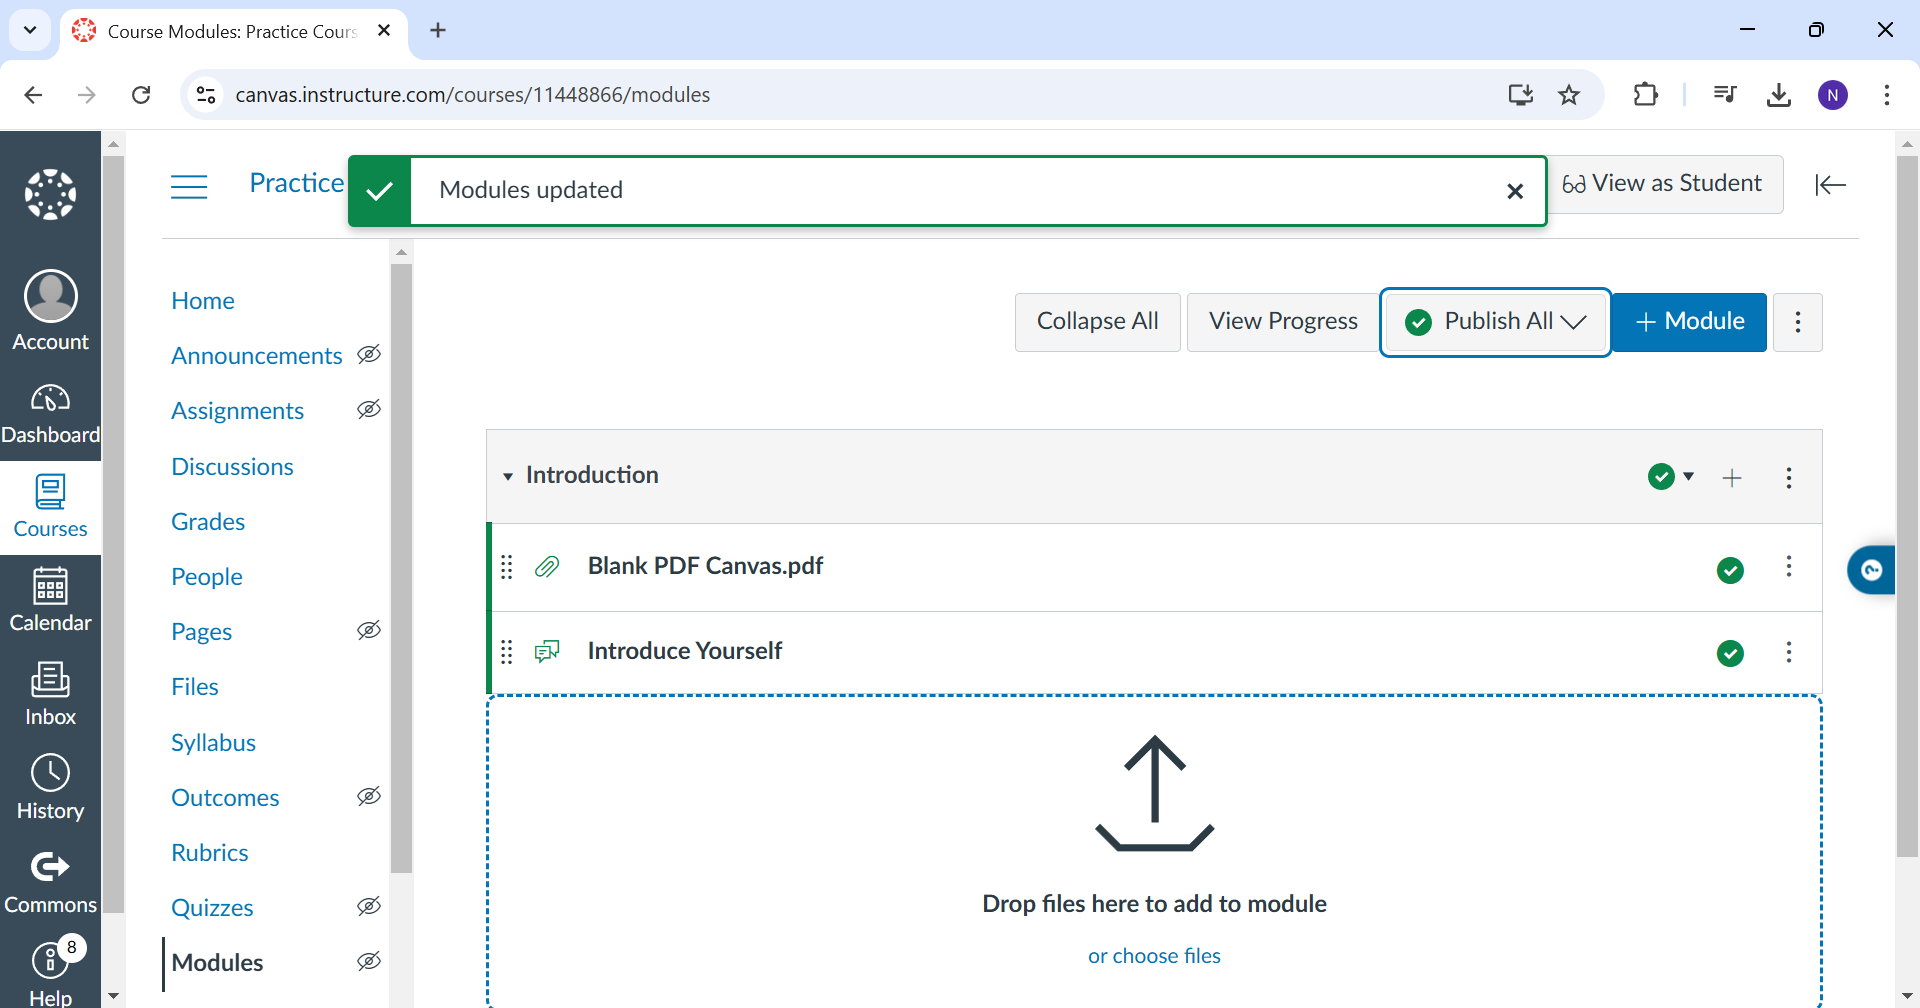 Course Modules: Practice Cours
canvas.instructure.com/courses/11448866/modules
N
Practice
Modules updated
View as Student
Account
Dashboard
Courses
Calendar
Inbox
History
Commons
8
Help
Home
Announcements
Assignments
Discussions
Grades
People
Pages
Files
Syllabus
Outcomes
Rubrics
Quizzes
Modules
Collapse All
View Progress
Publish All
+ Module
Introduction
Blank PDF Canvas.pdf
Introduce Yourself
Drop files here to add to module
or choose files